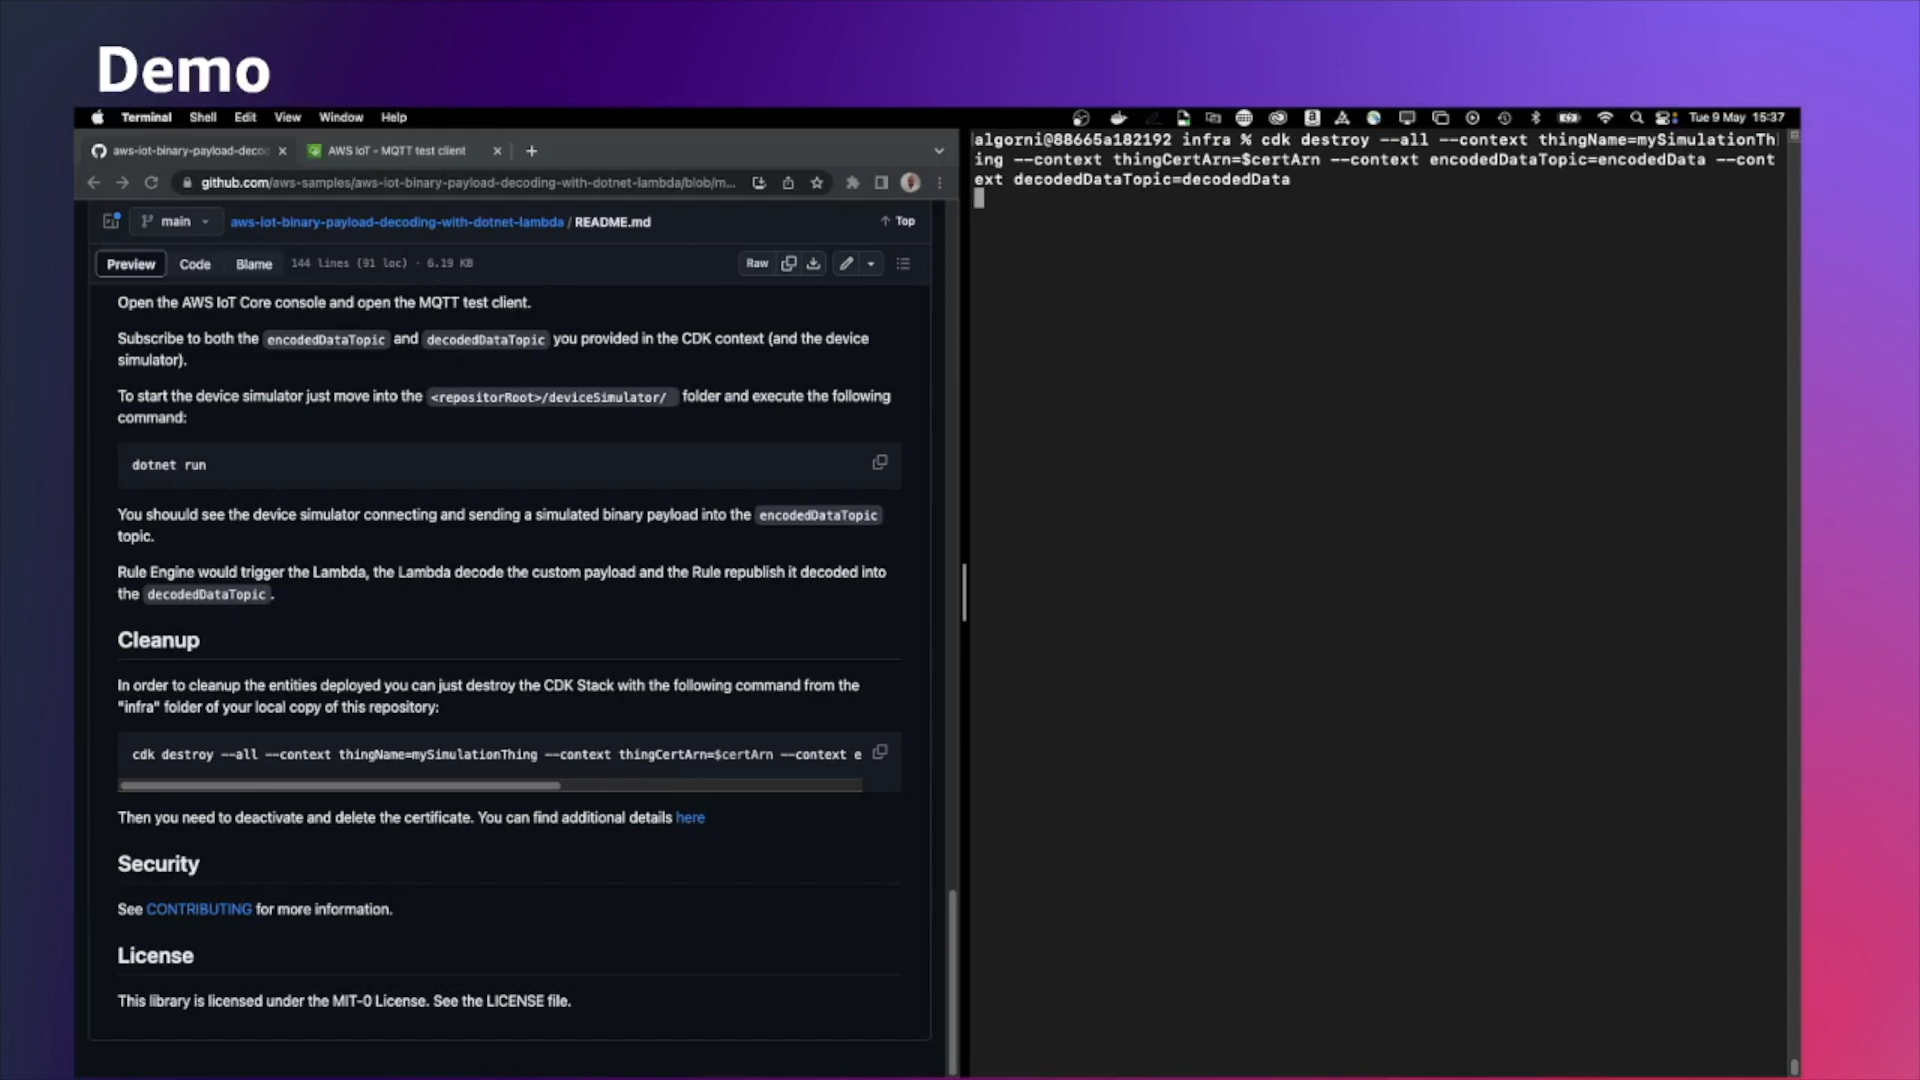 Demo
Terminal Shell Edit View Window Help
Tue 9 May 15:37
aws-iot-binary-payload-deco
AWS IoT - MQTT test client
github.com/aws-samples/aws-iot-binary-payload-decoding-with-dotnet-lambda/blob/m...
main
aws-iot-binary-payload-decoding-with-dotnet-lambda / README.md
Top
Preview Code Blame 144 lines (91 loc) · 6.19 KB
Raw
Open the AWS IoT Core console and open the MQTT test client.
Subscribe to both the encodedDataTopic and decodedDataTopic you provided in the CDK context (and the device
simulator).
To start the device simulator just move into the <repositorRoot>/deviceSimulator/ folder and execute the following
command:
dotnet run
You shouuld see the device simulator connecting and sending a simulated binary payload into the encodedDataTopic
topic.
Rule Engine would trigger the Lambda, the Lambda decode the custom payload and the Rule republish it decoded into
the decodedDataTopic.
Cleanup
In order to cleanup the entities deployed you can just destroy the CDK Stack with the following command from the
"infra" folder of your local copy of this repository:
cdk destroy --all --context thingName=mySimulationThing --context thingCertArn=$certArn --context e
Then you need to deactivate and delete the certificate. You can find additional details here
Security
See CONTRIBUTING for more information.
License
This library is licensed under the MIT-0 License. See the LICENSE file.
algorni@88665a182192 infra % cdk destroy --all --context thingName=mySimulationTh
ing --context thingCertArn=$certArn --context encodedDataTopic=encodedData --cont
ext decodedDataTopic=decodedData